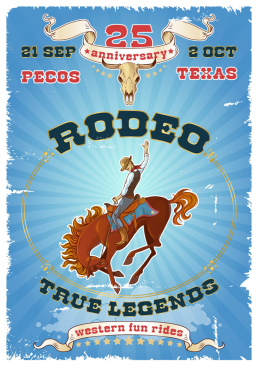 25
anniversary
21 SEP
2 OCT
PECOS
TEXAS
RODEO
TRUE LEGENDS
western fun rides